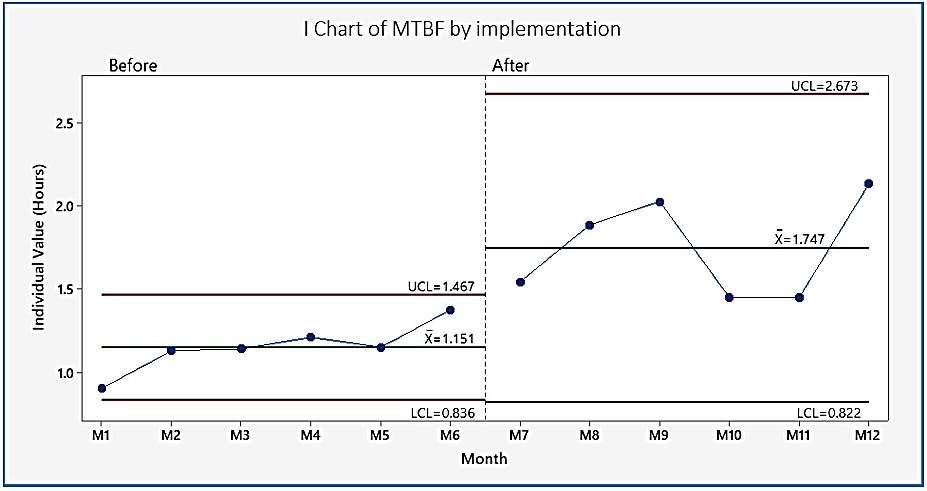 I Chart of MTBF by implementation
Before
After
UCL=2.673
2.5
2.0
X̄=1.747
1.5
UCL=1.467
X̄=1.151
1.0
LCL=0.836
LCL=0.822
Individual Value (Hours)
M1 M2 M3 M4 M5 M6 M7 M8 M9 M10 M11 M12
Month